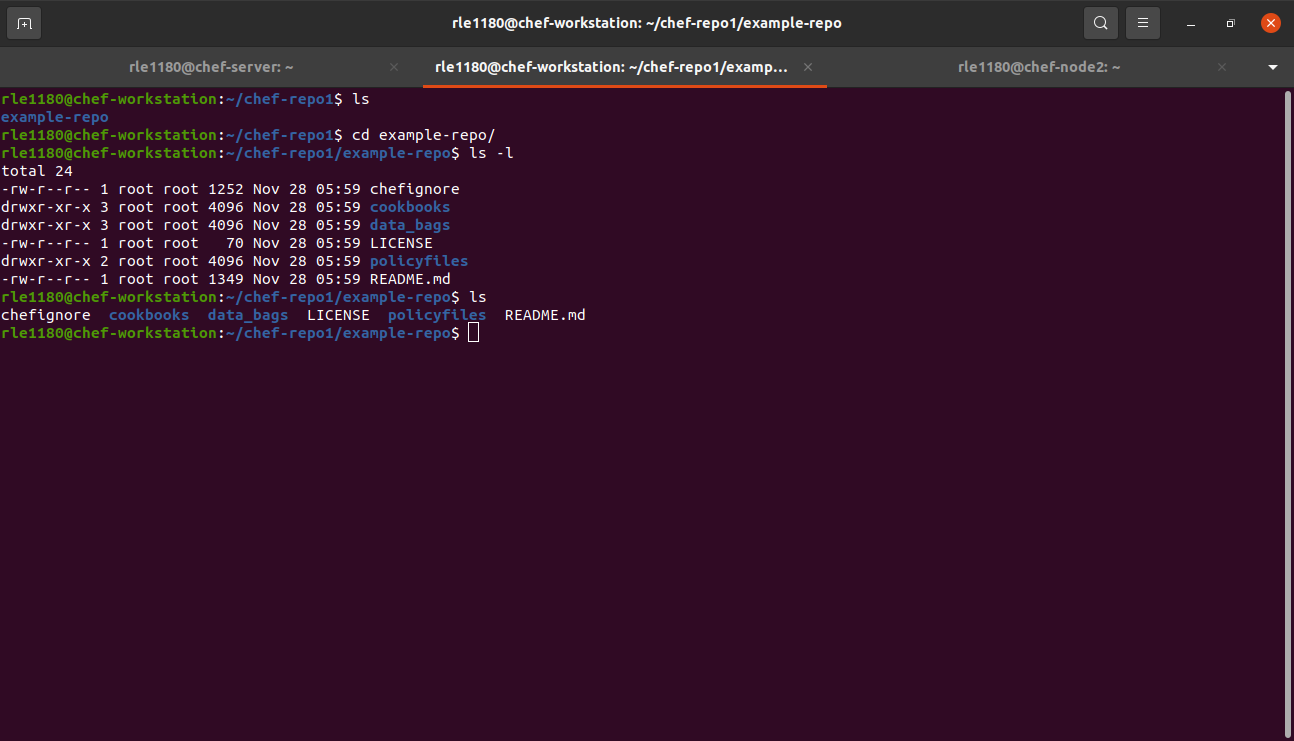 rle1180@chef-workstation: ~/chef-repo1/example-repo
rle1180@chef-server: ~
rle1180@chef-workstation: ~/chef-repo1/examp...
rle1180@chef-node2: ~
rle1180@chef-workstation:~/chef-repo1$ ls
example-repo
rle1180@chef-workstation:~/chef-repo1$ cd example-repo/
rle1180@chef-workstation:~/chef-repo1/example-repo$ ls -l
total 24
-rw-r--r-- 1 root root 1252 Nov 28 05:59 chefignore
drwxr-xr-x 3 root root 4096 Nov 28 05:59 cookbooks
drwxr-xr-x 3 root root 4096 Nov 28 05:59 data_bags
-rw-r--r-- 1 root root   70 Nov 28 05:59 LICENSE
drwxr-xr-x 2 root root 4096 Nov 28 05:59 policyfiles
-rw-r--r-- 1 root root 1349 Nov 28 05:59 README.md
rle1180@chef-workstation:~/chef-repo1/example-repo$ ls
chefignore  cookbooks  data_bags  LICENSE  policyfiles  README.md
rle1180@chef-workstation:~/chef-repo1/example-repo$